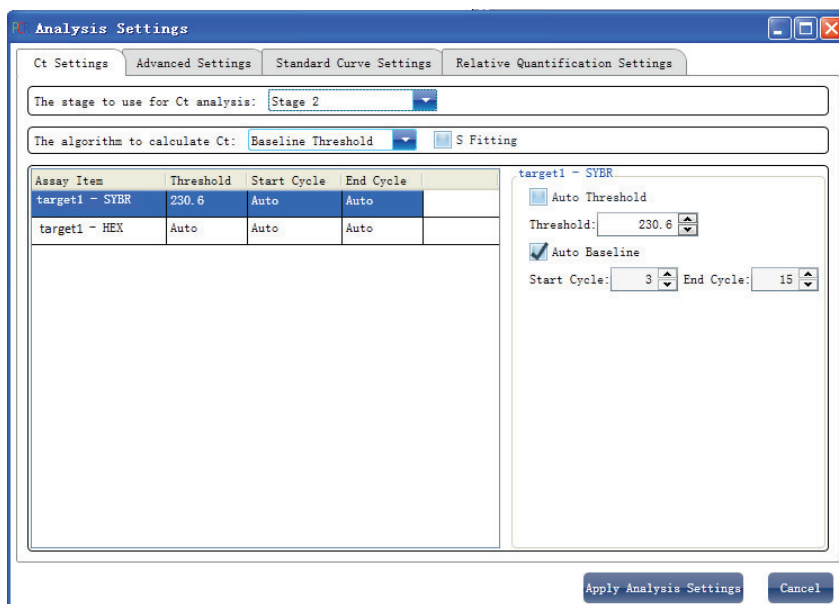 PCR Analysis Settings
Ct Settings Advanced Settings Standard Curve Settings Relative Quantification Settings
The stage to use for Ct analysis: Stage 2
The algorithm to calculate Ct: Baseline Threshold S Fitting
Assay Item Threshold Start Cycle End Cycle
target1 - SYBR 230.6 Auto Auto
target1 - HEX Auto Auto Auto
target1 - SYBR
Auto Threshold
Threshold: 230.6
Auto Baseline
Start Cycle: 3 End Cycle: 15
Apply Analysis Settings Cancel